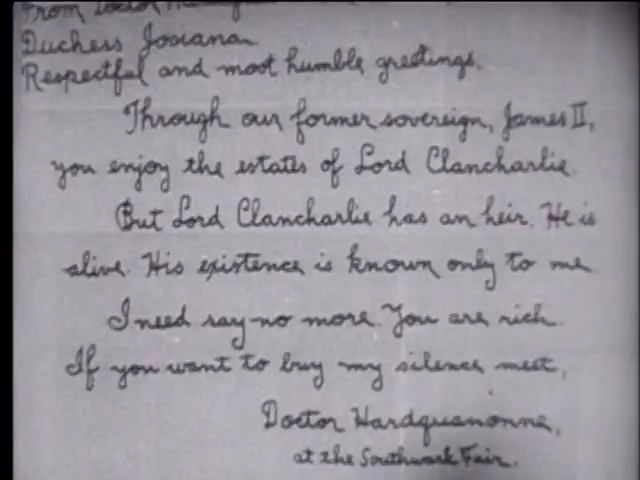 From Doctor
Duchess Josiana
Respectful and most humble greetings.
Through our former sovereign, James II,
you enjoy the estates of Lord Clancharlie.
But Lord Clancharlie has an heir. He is
alive. His existence is known only to me
I need say no more. You are rich.
If you want to buy my silence meet,
Doctor Hardquanonne,
at the Southwark Fair.